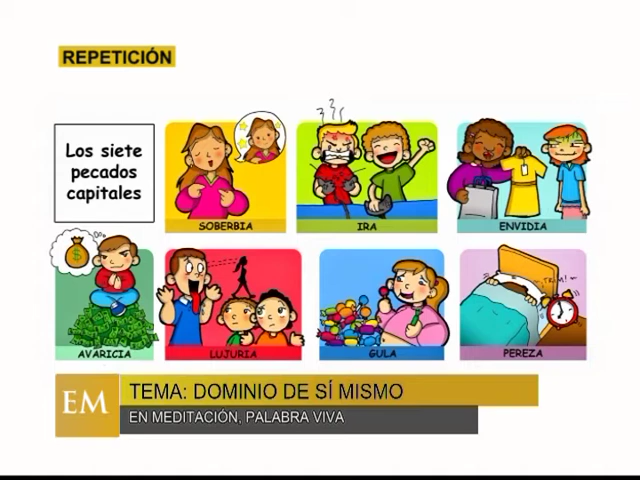 REPETICIÓN
Los siete
pecados
capitales
SOBERBIA
IRA
ENVIDIA
$
AVARICIA
LUJURIA
GULA
PEREZA
EM
TEMA: DOMINIO DE SÍ MISMO
EN MEDITACIÓN, PALABRA VIVA